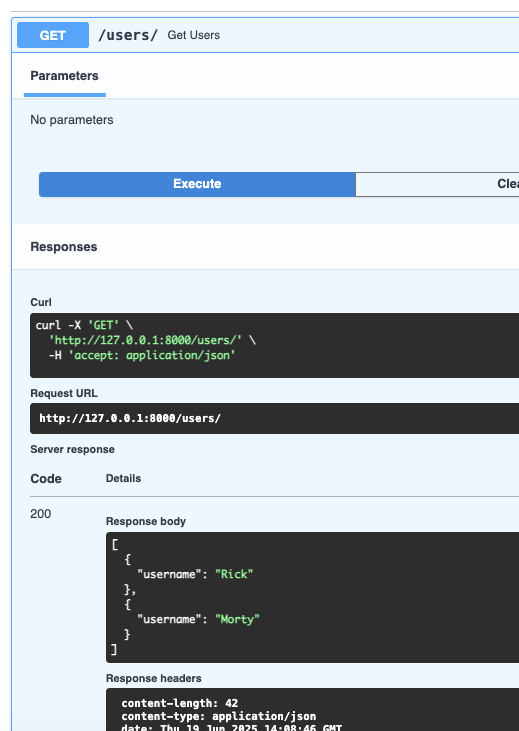 GET /users/ Get Users
Parameters
No parameters
Execute Clea
Responses
Curl
curl -X 'GET' \
'http://127.0.0.1:8000/users/' \
-H 'accept: application/json'
Request URL
http://127.0.0.1:8000/users/
Server response
Code Details
200
Response body
[
{
"username": "Rick"
},
{
"username": "Morty"
}
]
Response headers
content-length: 42
content-type: application/json
date: Thu 19 Jun 2025 14:08:46 GMT